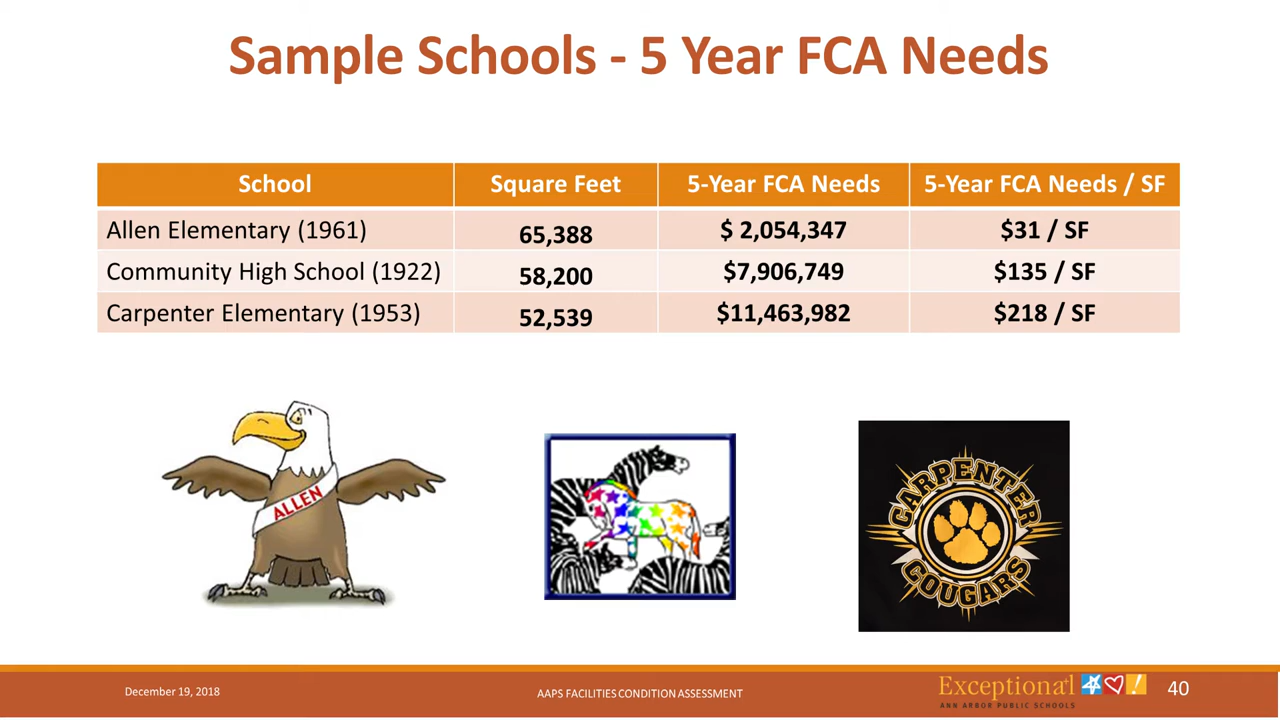 Sample Schools - 5 Year FCA Needs
School Square Feet 5-Year FCA Needs 5-Year FCA Needs / SF
Allen Elementary (1961) 65,388 $ 2,054,347 $31 / SF
Community High School (1922) 58,200 $7,906,749 $135 / SF
Carpenter Elementary (1953) 52,539 $11,463,982 $218 / SF
ALLEN
CARPENTER
COUGARS
December 19, 2018
AAPS FACILITIES CONDITION ASSESSMENT
Exceptional
ANN ARBOR PUBLIC SCHOOLS
40